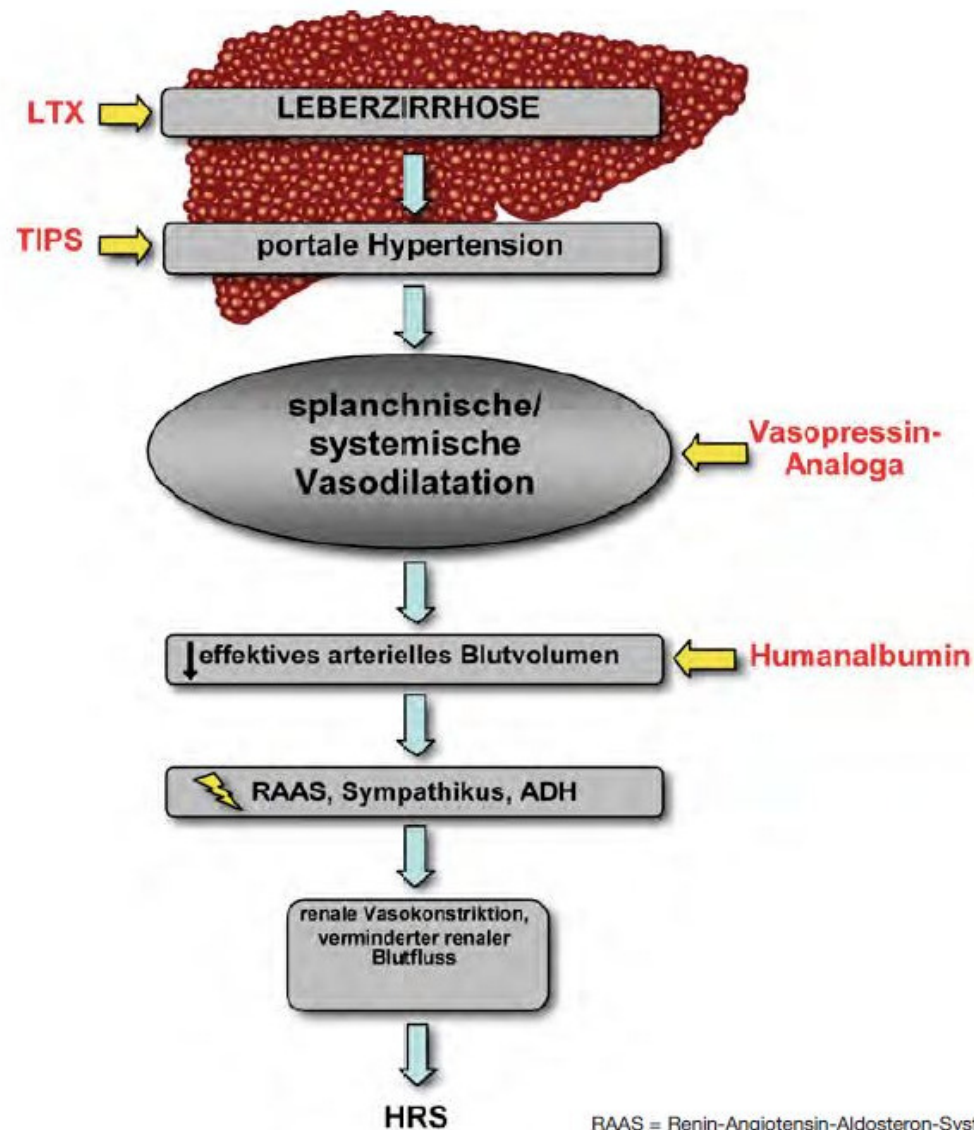 LTX
LEBERZIRRHOSE
TIPS
portale Hypertension
splanchnische/
systemische
Vasodilatation
Vasopressin-
Analoga
↓effektives arterielles Blutvolumen
Humanalbumin
RAAS, Sympathikus, ADH
renale Vasokonstriktion,
verminderter renaler
Blutfluss
HRS
RAAS = Renin-Angiotensin-Aldosteron-Syst